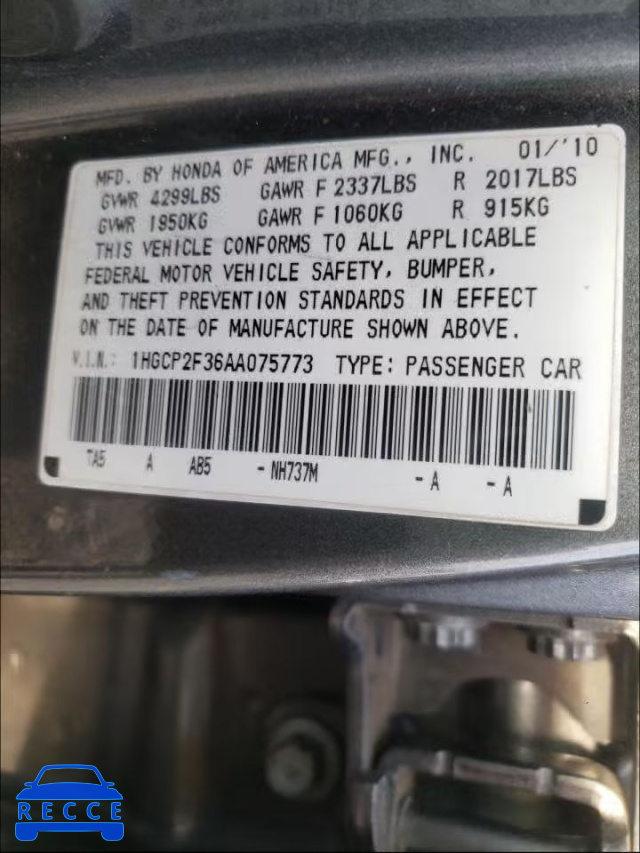 MFD. BY HONDA OF AMERICA MFG., INC. 01/'10
GVWR 4299LBS GAWR F 2337LBS R 2017LBS
GVWR 1950KG GAWR F 1060KG R 915KG
THIS VEHICLE CONFORMS TO ALL APPLICABLE
FEDERAL MOTOR VEHICLE SAFETY, BUMPER,
AND THEFT PREVENTION STANDARDS IN EFFECT
ON THE DATE OF MANUFACTURE SHOWN ABOVE.
V.I.N.: 1HGCP2F36AA075773 TYPE: PASSENGER CAR
TA5 A AB5 - NH737M - A - A
RECCE